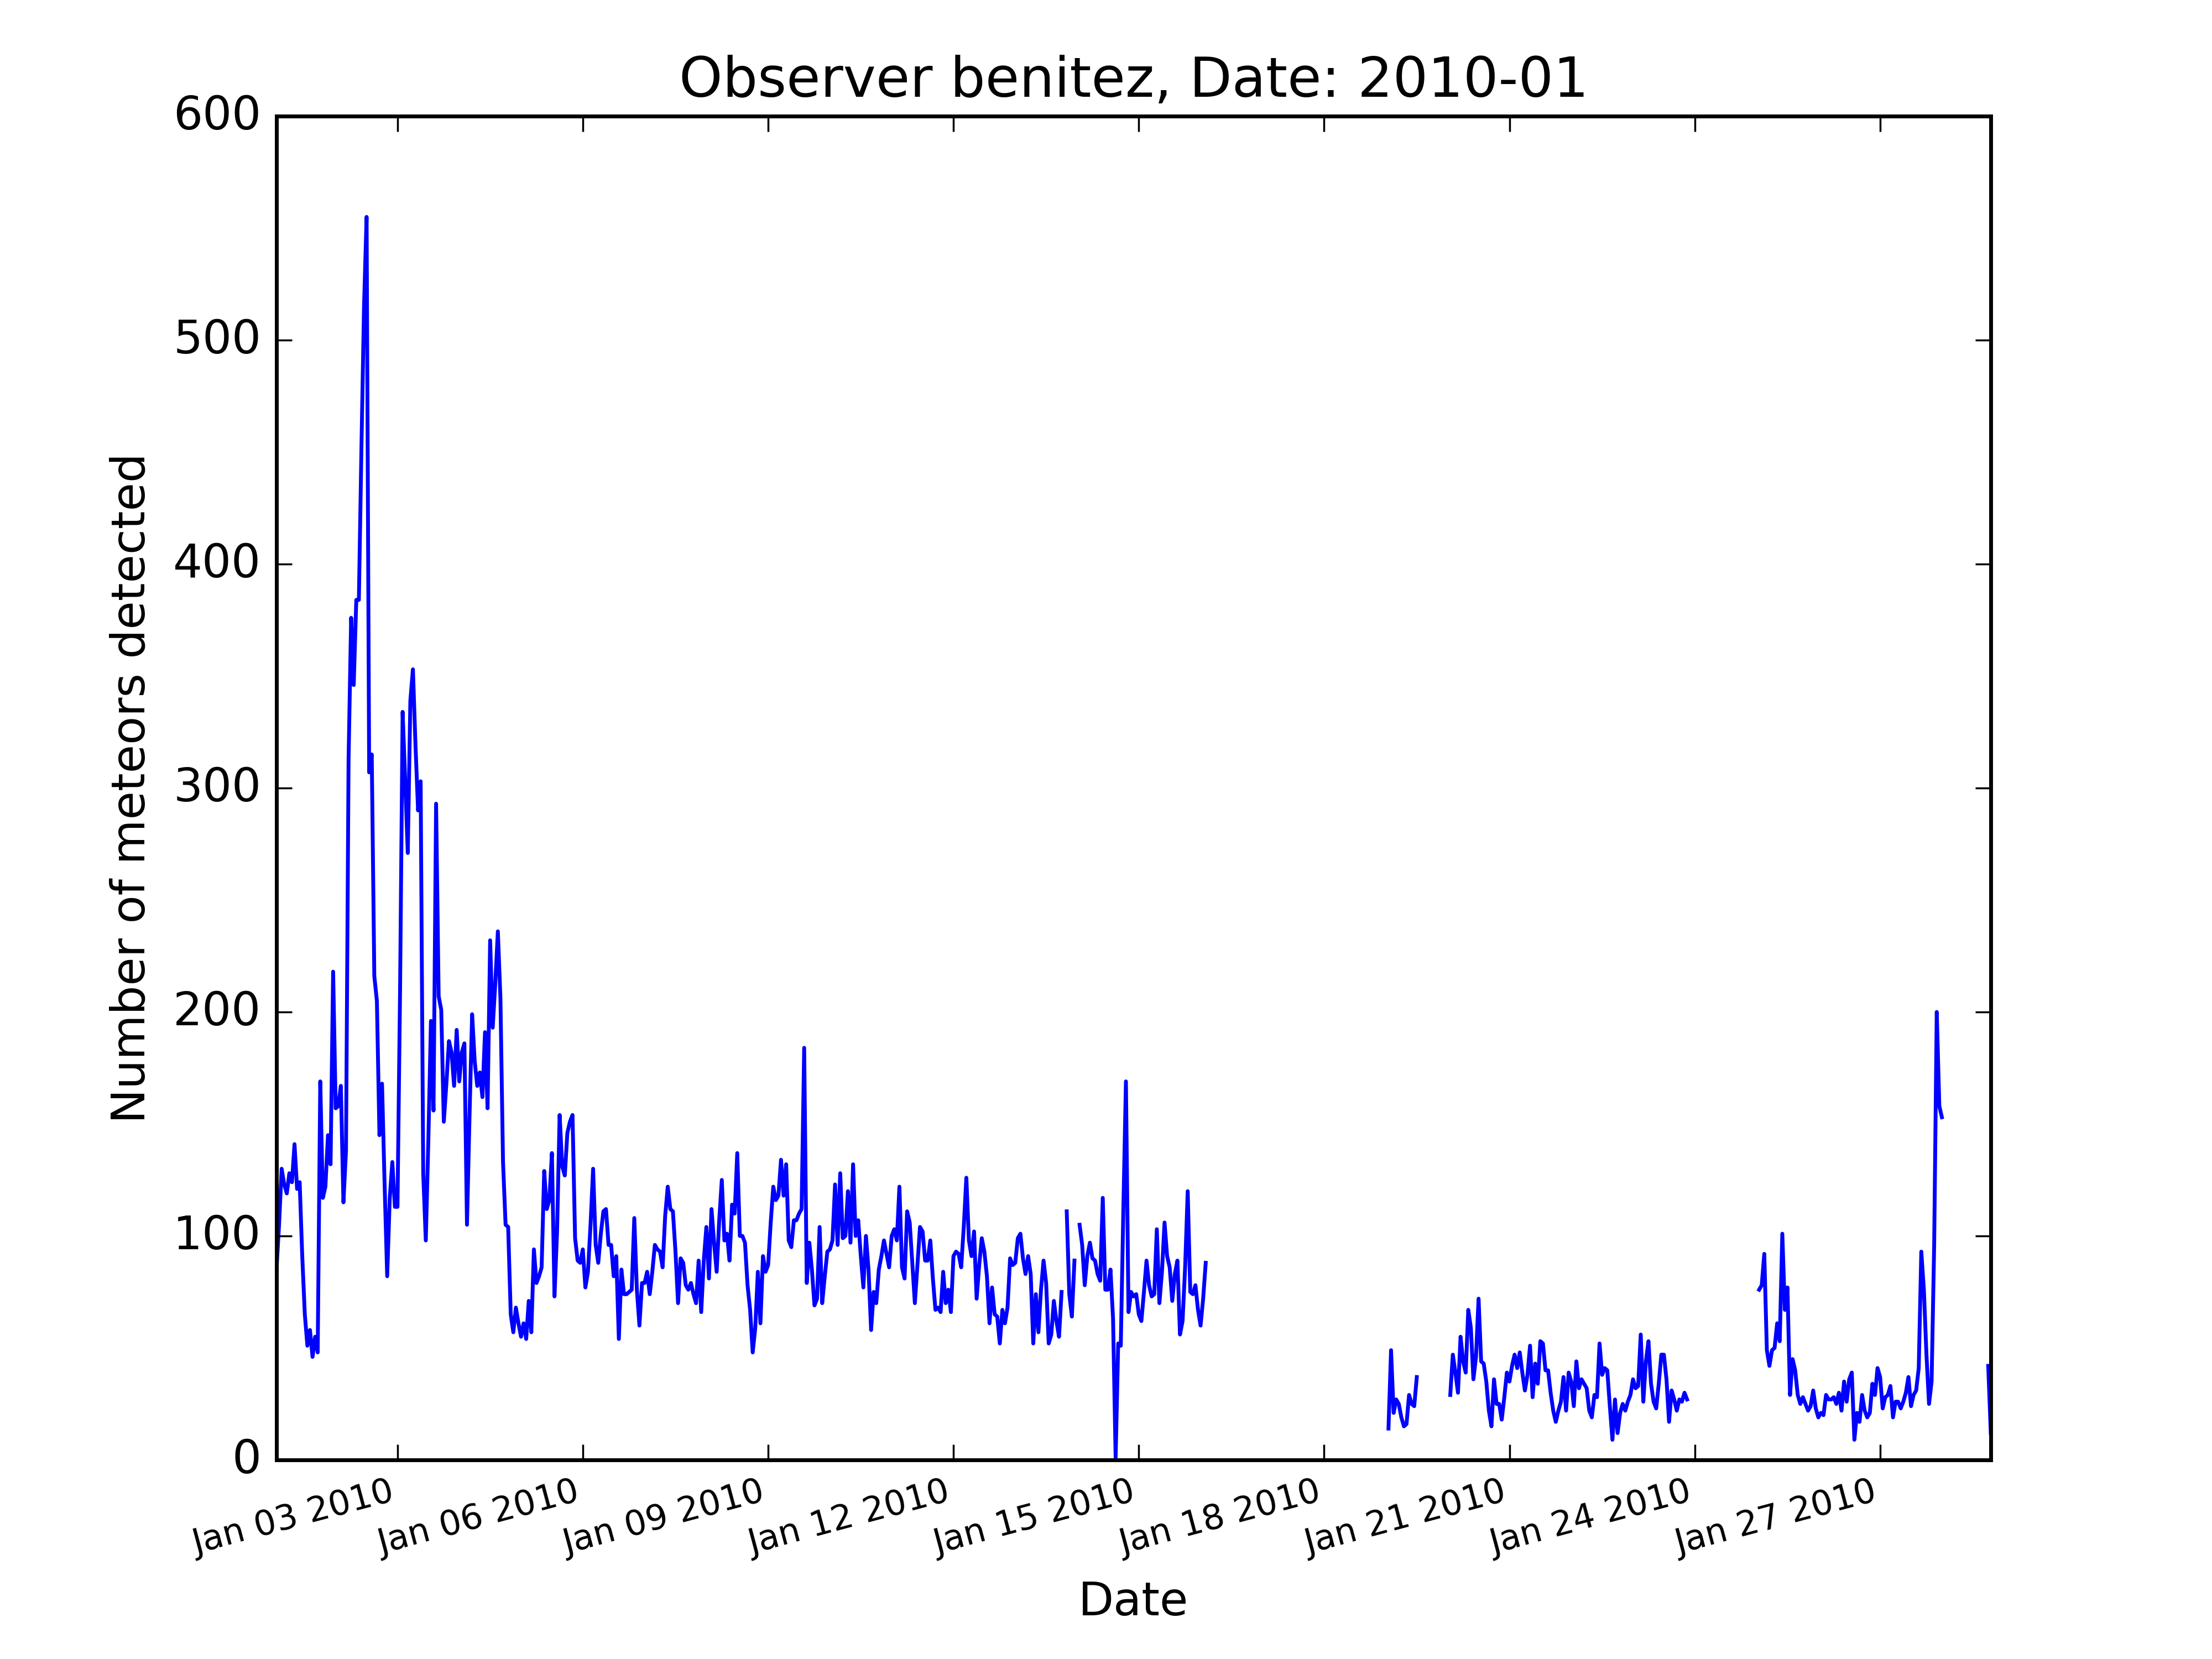 Observer benitez, Date: 2010-01
600
500
400
300
200
100
0
Number of meteors detected
Jan 03 2010
Jan 06 2010
Jan 09 2010
Jan 12 2010
Jan 15 2010
Jan 18 2010
Jan 21 2010
Jan 24 2010
Jan 27 2010
Date